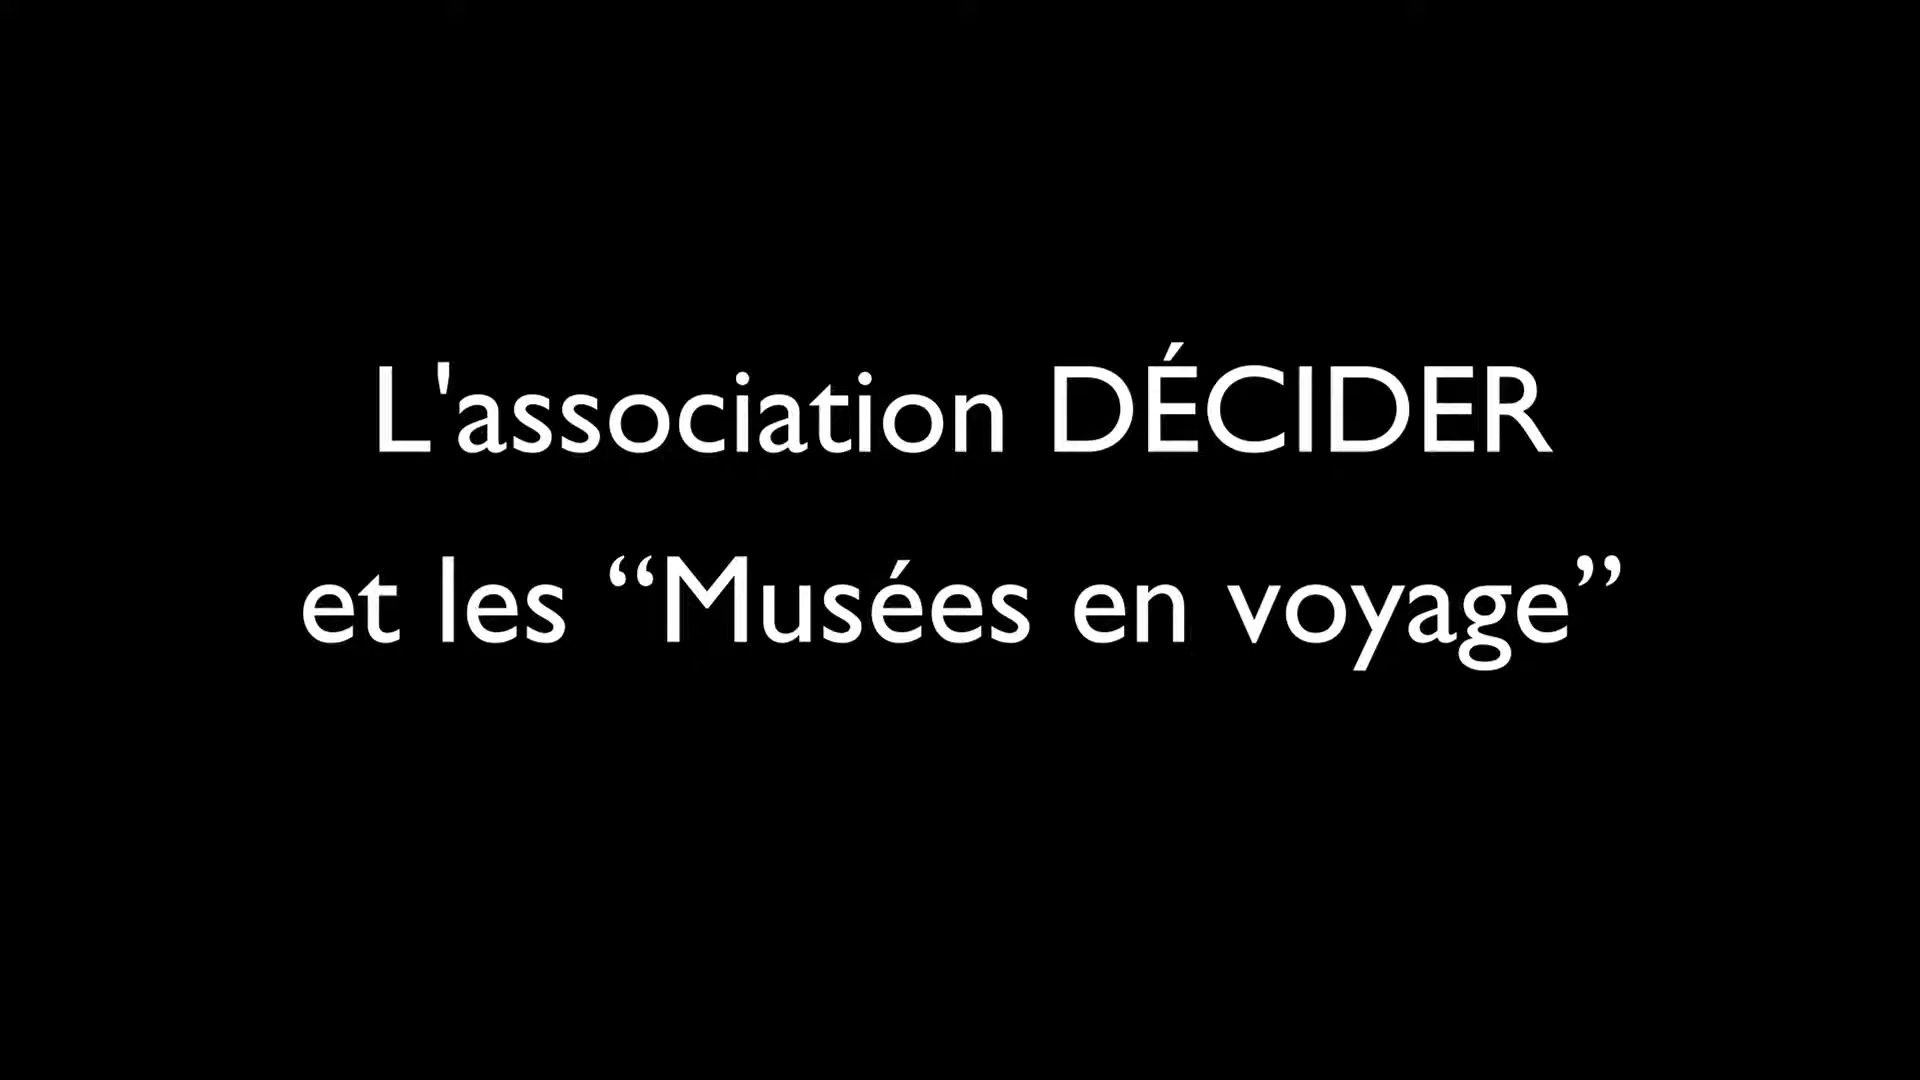 L'association DÉCIDER
et les “Musées en voyage”